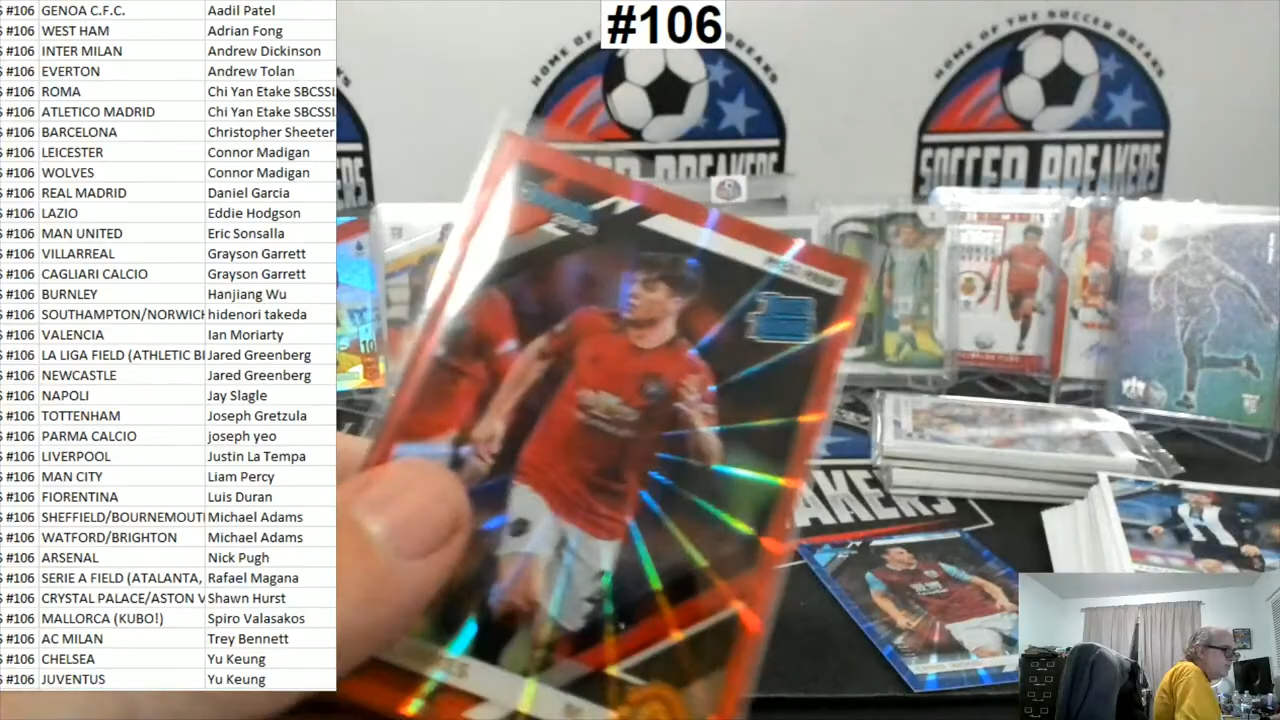 #106
$ #106 GENOA C.F.C. Aadil Patel
$ #106 WEST HAM Adrian Fong
$ #106 INTER MILAN Andrew Dickinson
$ #106 EVERTON Andrew Tolan
$ #106 ROMA Chi Yan Etake SBCSSI
$ #106 ATLETICO MADRID Chi Yan Etake SBCSSI
$ #106 BARCELONA Christopher Sheeter
$ #106 LEICESTER Connor Madigan
$ #106 WOLVES Connor Madigan
$ #106 REAL MADRID Daniel Garcia
$ #106 LAZIO Eddie Hodgson
$ #106 MAN UNITED Eric Sonsalla
$ #106 VILLARREAL Grayson Garrett
$ #106 CAGLIARI CALCIO Grayson Garrett
$ #106 BURNLEY Hanjiang Wu
$ #106 SOUTHAMPTON/NORWICH hidenori takeda
$ #106 VALENCIA Ian Moriarty
$ #106 LA LIGA FIELD (ATHLETIC BI Jared Greenberg
$ #106 NEWCASTLE Jared Greenberg
$ #106 NAPOLI Jay Slagle
$ #106 TOTTENHAM Joseph Gretzula
$ #106 PARMA CALCIO joseph yeo
$ #106 LIVERPOOL Justin La Tempa
$ #106 MAN CITY Liam Percy
$ #106 FIORENTINA Luis Duran
$ #106 SHEFFIELD/BOURNEMOUTH Michael Adams
$ #106 WATFORD/BRIGHTON Michael Adams
$ #106 ARSENAL Nick Pugh
$ #106 SERIE A FIELD (ATALANTA, Rafael Magana
$ #106 CRYSTAL PALACE/ASTON V Shawn Hurst
$ #106 MALLORCA (KUBO!) Spiro Valasakos
$ #106 AC MILAN Trey Bennett
$ #106 CHELSEA Yu Keung
$ #106 JUVENTUS Yu Keung
HOME OF THE SOCCER BREAKS
SOCCER BREAKERS
HOME OF
BREAKS
BREAKERS
AKERS
10